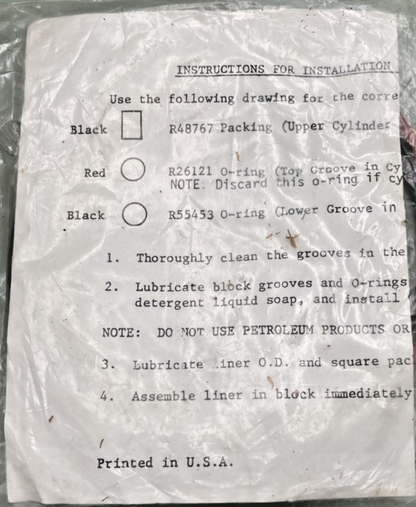 INSTRUCTIONS FOR INSTALLATION
Use the following drawing for the corre
Black R48767 Packing (Upper Cylinder
Red R26121 O-ring (Top Groove in Cy
NOTE: Discard this o-ring if cy
Black R55453 O-ring (Lower Groove in
1. Thoroughly clean the grooves in the
2. Lubricate block grooves and O-rings
detergent liquid soap, and install
NOTE: DO NOT USE PETROLEUM PRODUCTS OR
3. Lubricate liner O.D. and square pac
4. Assemble liner in block immediately
Printed in U.S.A.